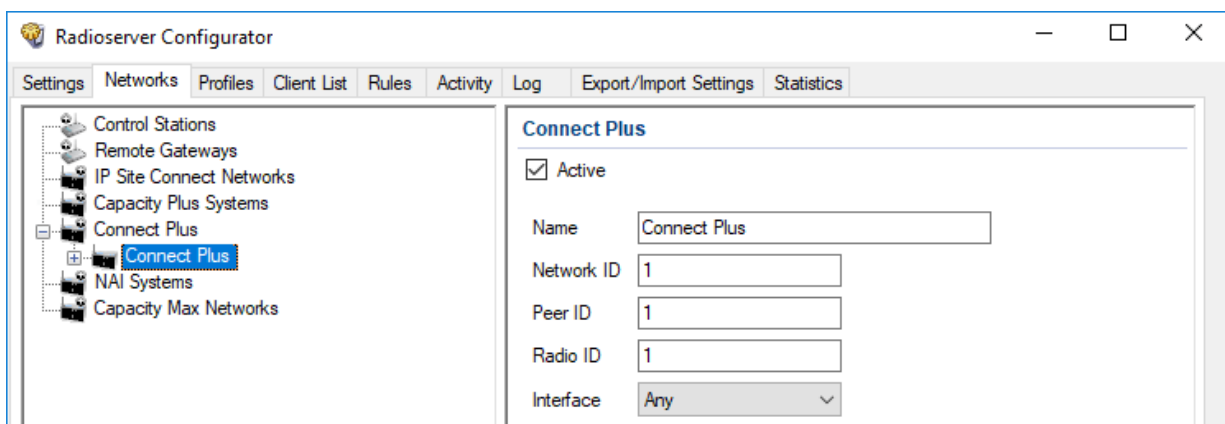 Radioserver Configurator
Settings Networks Profiles Client List Rules Activity Log Export/Import Settings Statistics
Control Stations
Remote Gateways
IP Site Connect Networks
Capacity Plus Systems
Connect Plus
Connect Plus
NAI Systems
Capacity Max Networks
Connect Plus
Active
Name Connect Plus
Network ID 1
Peer ID 1
Radio ID 1
Interface Any